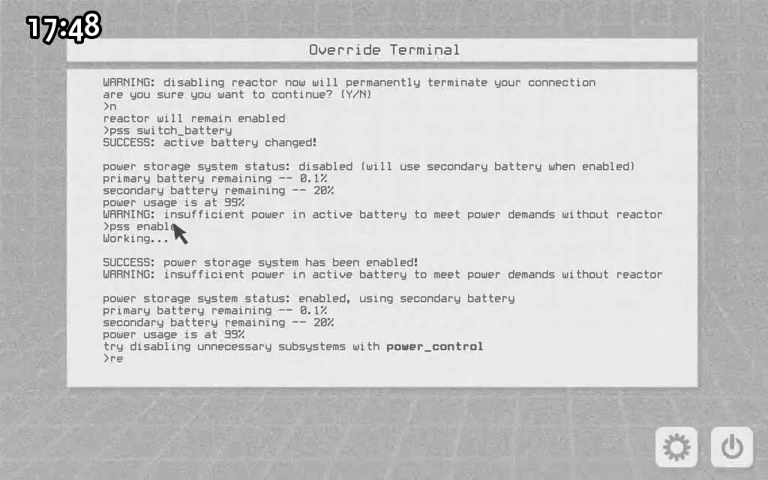 17:48
Override Terminal
WARNING: disabling reactor now will permanently terminate your connection
are you sure you want to continue? (Y/N)
>n
reactor will remain enabled
>pss switch_battery
SUCCESS: active battery changed!
power storage system status: disabled (will use secondary battery when enabled)
primary battery remaining -- 0.1%
secondary battery remaining -- 20%
power usage is at 99%
WARNING: insufficient power in active battery to meet power demands without reactor
>pss enable
Working...
SUCCESS: power storage system has been enabled!
WARNING: insufficient power in active battery to meet power demands without reactor
power storage system status: enabled, using secondary battery
primary battery remaining -- 0.1%
secondary battery remaining -- 20%
power usage is at 99%
try disabling unnecessary subsystems with power_control
>re